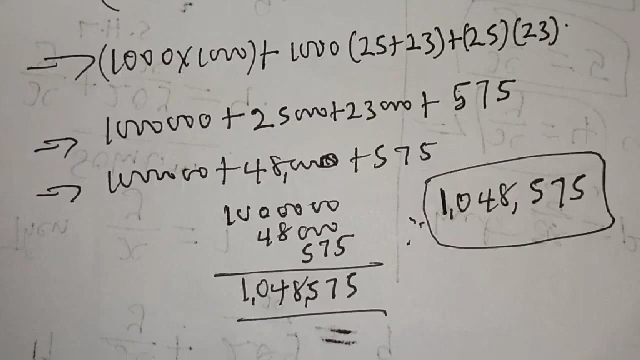 ⇒ (1000×1000) + 1000 (25+23) + (25)(23).
⇒ 1000000 + 25000+23000 + 575
⇒ 1000000 + 48,000 + 575
1000000
48000
575
1,048,575
∴ 1,048,575